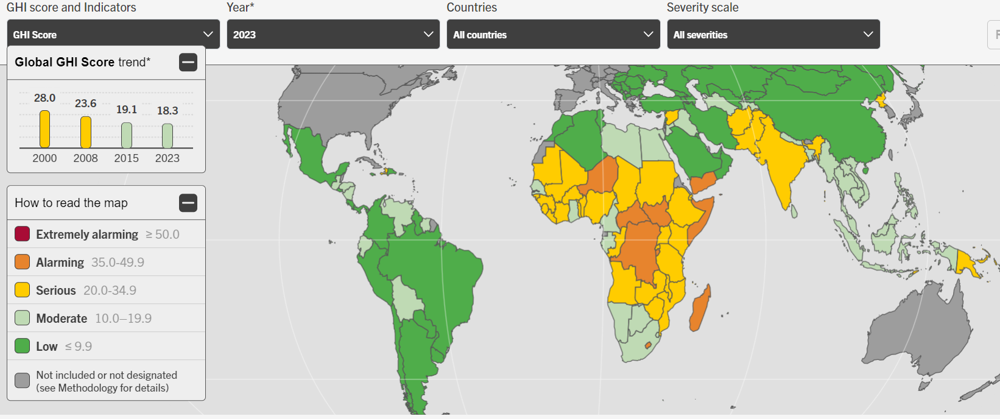 GHI score and Indicators
Year*
Countries
Severity scale
GHI Score
2023
All countries
All severities
Global GHI Score trend*
28.0
23.6
19.1
18.3
2000
2008
2015
2023
How to read the map
Extremely alarming ≥ 50.0
Alarming 35.0-49.9
Serious 20.0-34.9
Moderate 10.0–19.9
Low ≤ 9.9
Not included or not designated
(see Methodology for details)